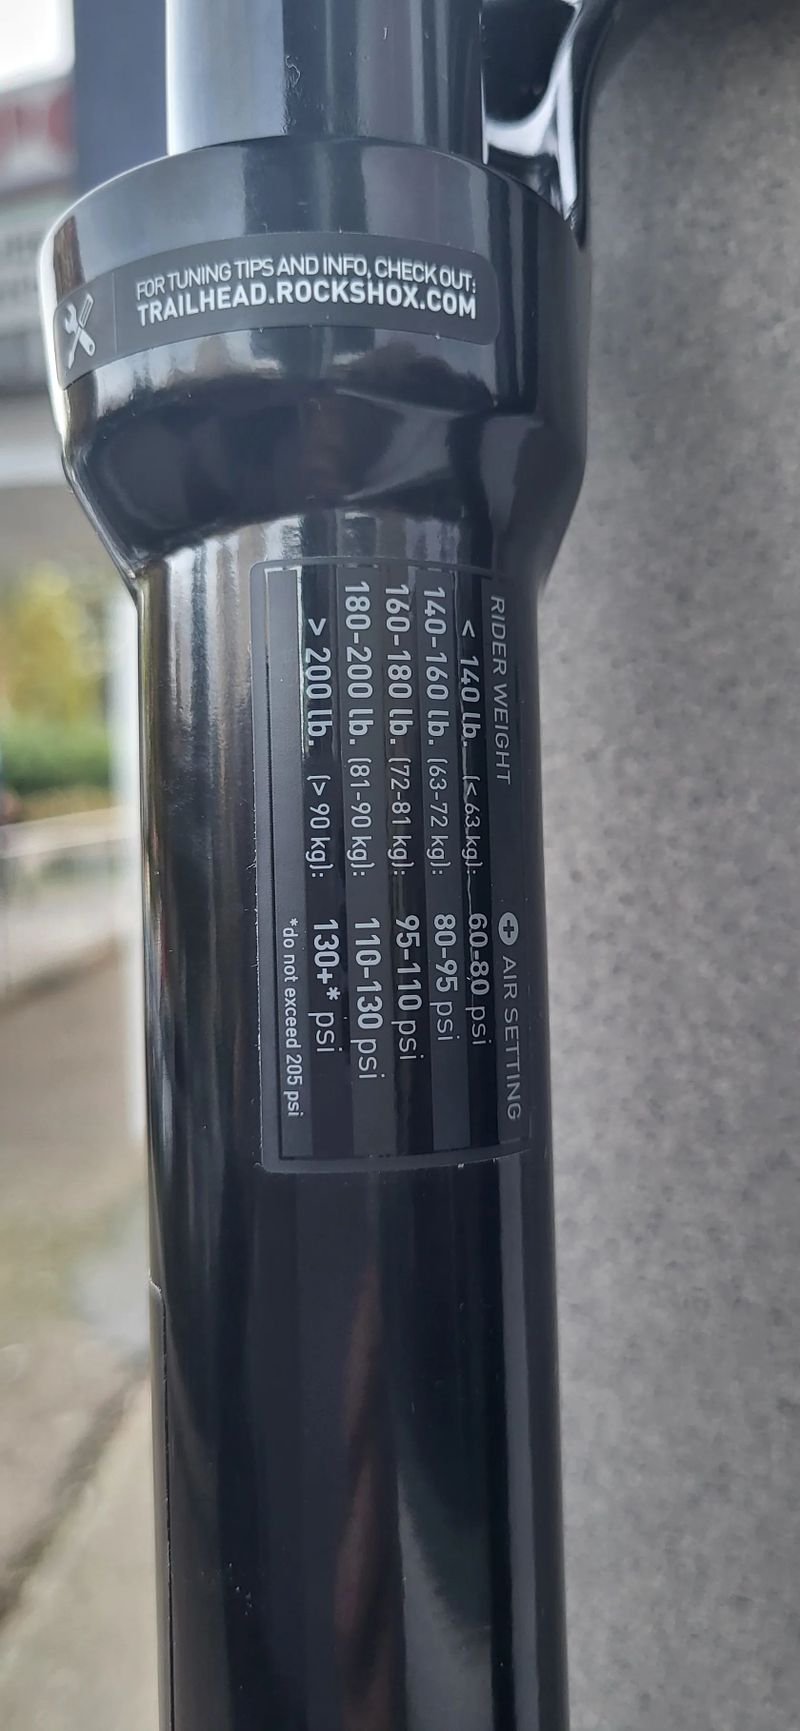 FOR TUNING TIPS AND INFO, CHECK OUT:
TRAILHEAD.ROCKSHOX.COM
RIDER WEIGHT + AIR SETTING
< 140 lb. (< 63 kg): 60-80 psi
140-160 lb. (63-72 kg): 80-95 psi
160-180 lb. (72-81 kg): 95-110 psi
180-200 lb. (81-90 kg): 110-130 psi
> 200 lb. (> 90 kg): 130+* psi
*do not exceed 205 psi